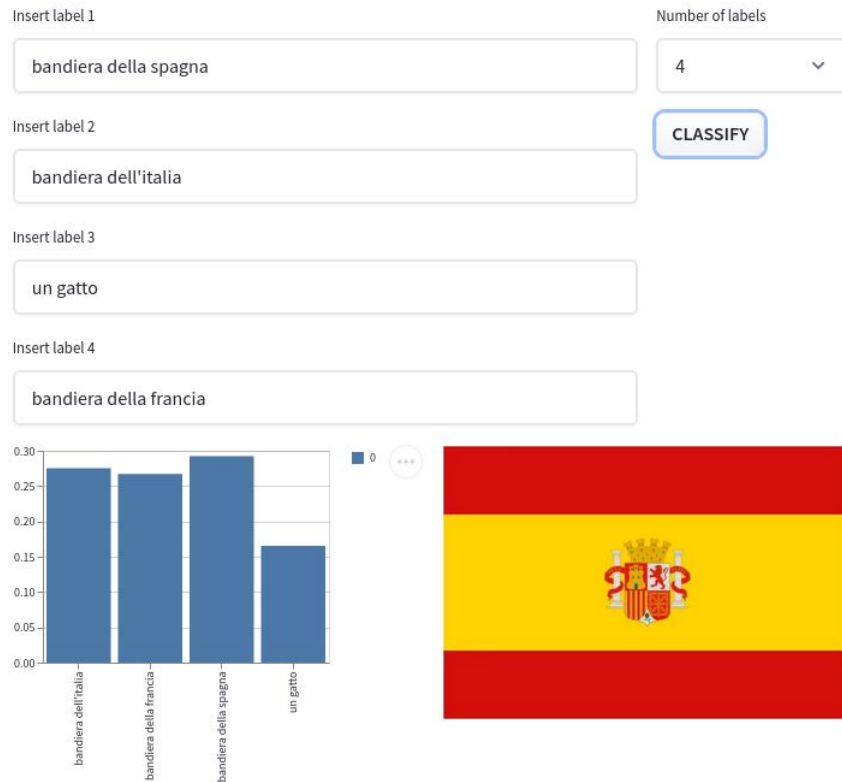 Insert label 1
Number of labels
bandiera della spagna
4
Insert label 2
CLASSIFY
bandiera dell'italia
Insert label 3
un gatto
Insert label 4
bandiera della francia
0.30
0.25
0.20
0.15
0.10
0.05
0.00
0
bandiera dell'italia
bandiera della francia
bandiera della spagna
un gatto